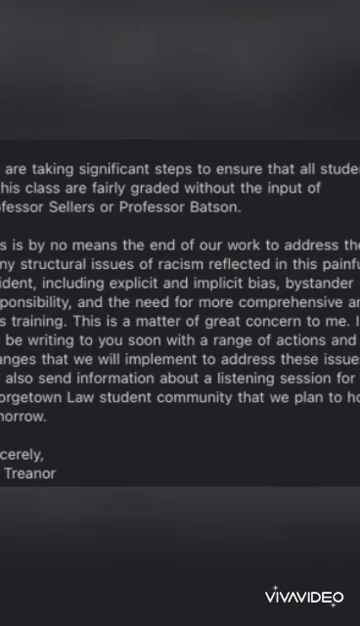 are taking significant steps to ensure that all stude
his class are fairly graded without the input of
fessor Sellers or Professor Batson.
s is by no means the end of our work to address the
ny structural issues of racism reflected in this painfu
ident, including explicit and implicit bias, bystander
ponsibility, and the need for more comprehensive an
s training. This is a matter of great concern to me. I
be writing to you soon with a range of actions and
anges that we will implement to address these issue
also send information about a listening session for
orgetown Law student community that we plan to ho
norrow.
cerely,
Treanor
VIVAVIDEO